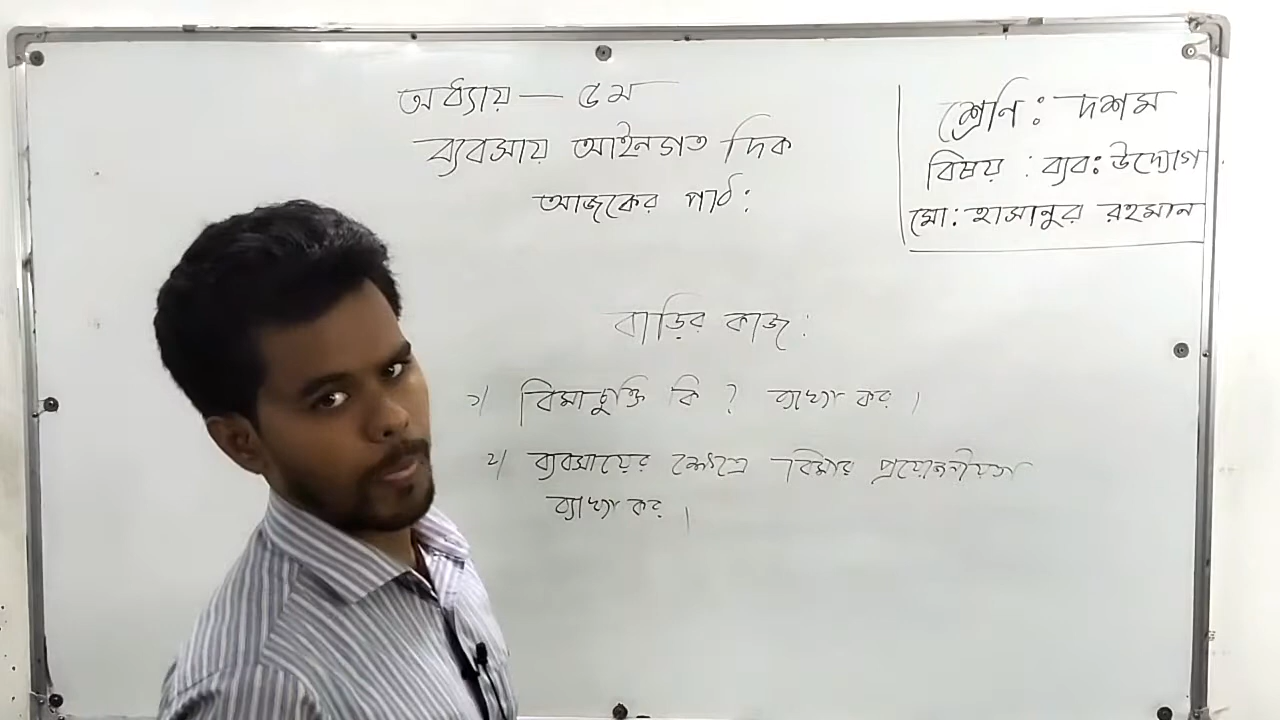 অধ্যায় — ৫ম
ব্যবসায় আইনগত দিক
আজকের পাঠ:
শ্রেণি: দশম
বিষয় : ব্যব: উদ্যোগ
মো: হাসানুর রহমান
বাড়ির কাজ:
১/ বিমাচুক্তি কি ? ব্যাখ্যা কর।
২/ ব্যবসায়ের ক্ষেত্রে বিমার প্রয়োজনীয়তা
ব্যাখ্যা কর।